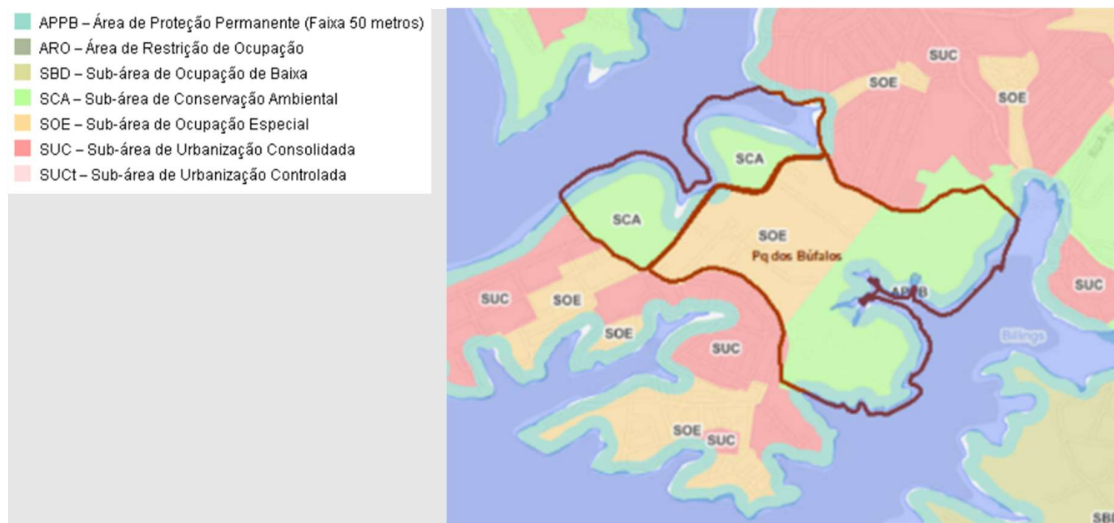 APPB – Área de Proteção Permanente (Faixa 50 metros)
ARO – Área de Restrição de Ocupação
SBD – Sub-área de Ocupação de Baixa
SCA – Sub-área de Conservação Ambiental
SOE – Sub-área de Ocupação Especial
SUC – Sub-área de Urbanização Consolidada
SUCt – Sub-área de Urbanização Controlada
SUC
SOE
SOE
SCA
SCA
SOE
Pq dos Búfalos
SUC
APPB
SUC
SOE
SOE
Billings
SUC
SOE
SUC
SBD